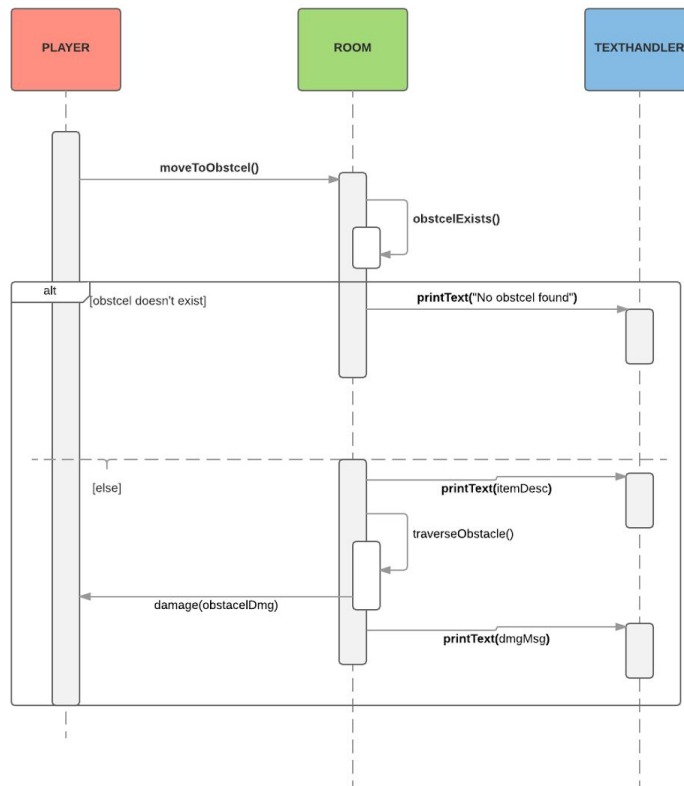 PLAYER
ROOM
TEXTHANDLER
moveToObstcel()
obstcelExists()
alt
[obstcel doesn't exist]
printText("No obstcel found")
[else]
printText(itemDesc)
traverseObstacle()
damage(obstacelDmg)
printText(dmgMsg)